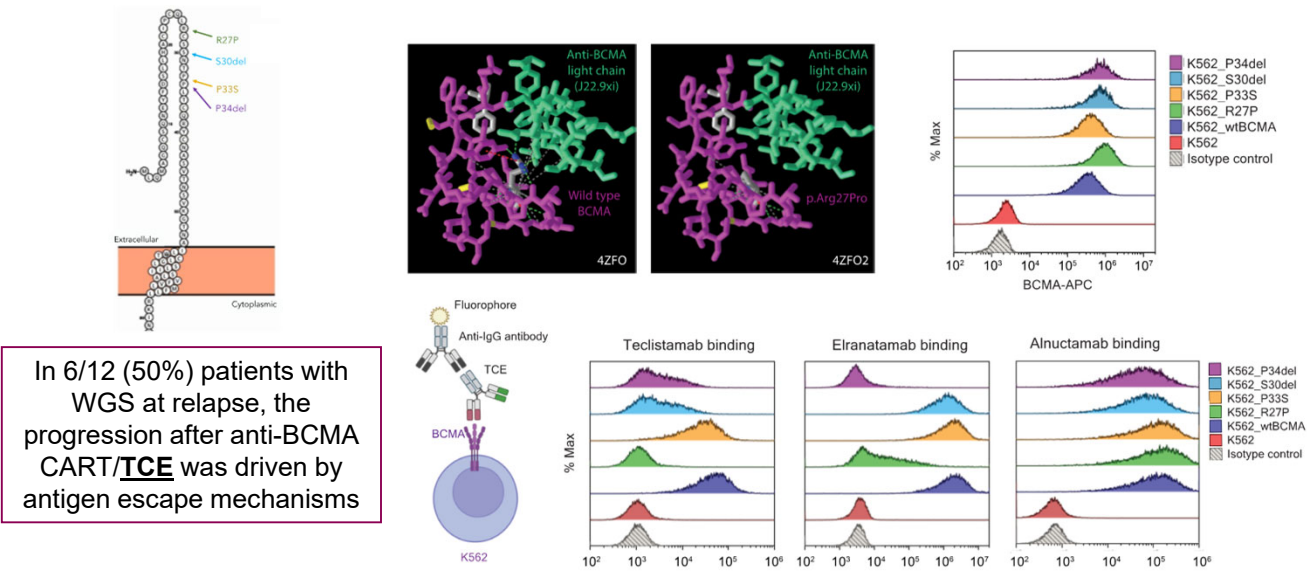 R27P
S30del
P33S
P34del
H₂N
Extracellular
Cytoplasmic
In 6/12 (50%) patients with
WGS at relapse, the
progression after anti-BCMA
CART/TCE was driven by
antigen escape mechanisms
Anti-BCMA
light chain
(J22.9xi)
Wild type
BCMA
4ZFO
Anti-BCMA
light chain
(J22.9xi)
p.Arg27Pro
4ZFO2
% Max
10² 10³ 10⁴ 10⁵ 10⁶ 10⁷
BCMA-APC
K562_P34del
K562_S30del
K562_P33S
K562_R27P
K562_wtBCMA
K562
Isotype control
Fluorophore
Anti-IgG antibody
TCE
BCMA
K562
Teclistamab binding
% Max
10² 10³ 10⁴ 10⁵ 10⁶
Elranatamab binding
10² 10³ 10⁴ 10⁵ 10⁶ 10⁷
Alnuctamab binding
10² 10³ 10⁴ 10⁵ 10⁶
K562_P34del
K562_S30del
K562_P33S
K562_R27P
K562_wtBCMA
K562
Isotype control